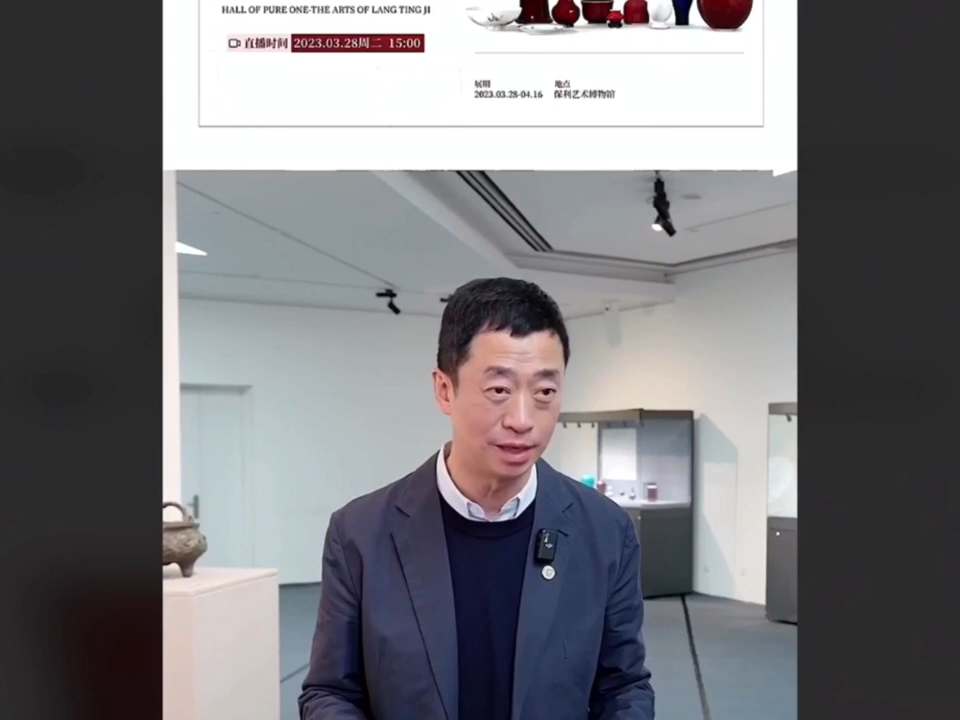 HALL OF PURE ONE-THE ARTS OF LANG TING JI
直播时间 2023.03.28周二 15:00
展期 地点
2023.03.28-04.16 保利艺术博物馆